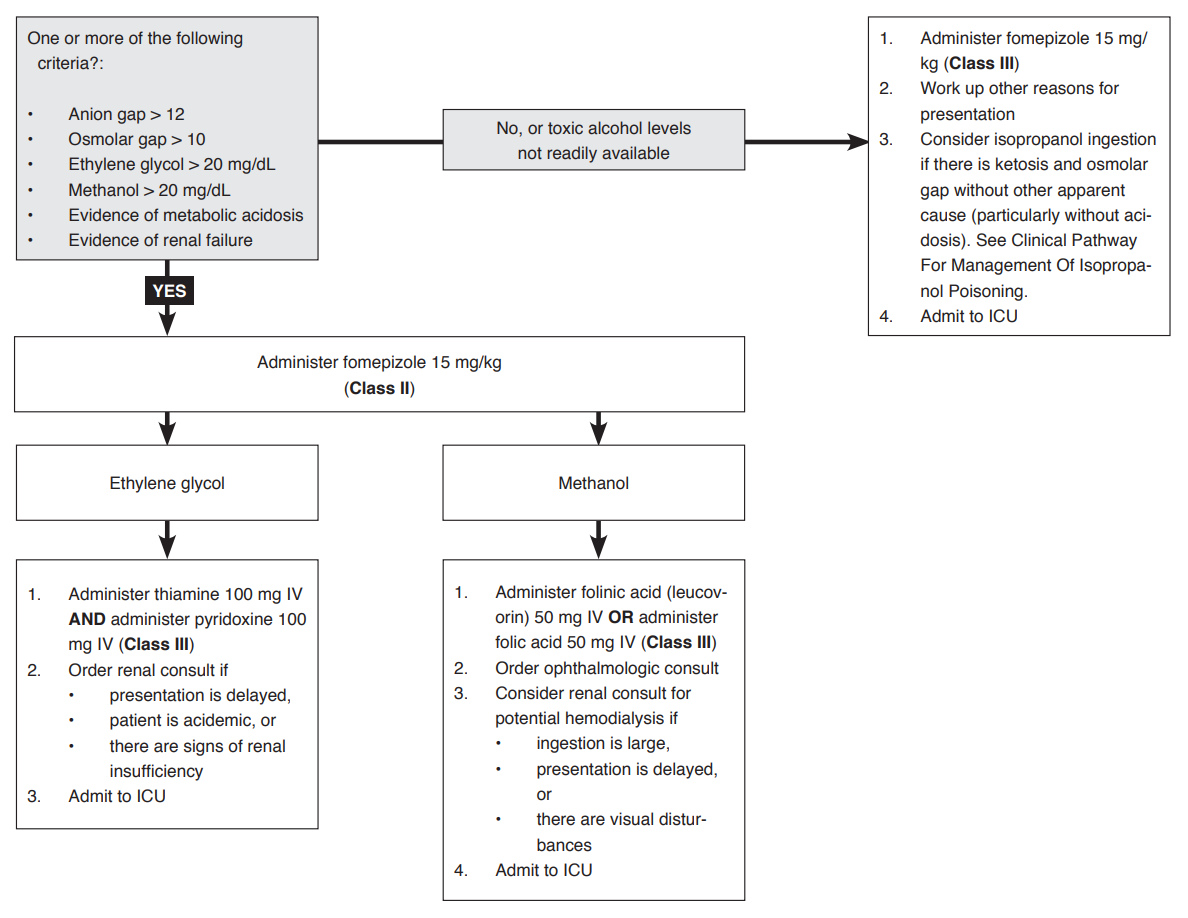 One or more of the following
criteria?:
• Anion gap > 12
• Osmolar gap > 10
• Ethylene glycol > 20 mg/dL
• Methanol > 20 mg/dL
• Evidence of metabolic acidosis
• Evidence of renal failure
No, or toxic alcohol levels
not readily available
1. Administer fomepizole 15 mg/
kg (Class III)
2. Work up other reasons for
presentation
3. Consider isopropanol ingestion
if there is ketosis and osmolar
gap without other apparent
cause (particularly without aci-
dosis). See Clinical Pathway
For Management Of Isopropa-
nol Poisoning.
4. Admit to ICU
YES
Administer fomepizole 15 mg/kg
(Class II)
Ethylene glycol
Methanol
1. Administer thiamine 100 mg IV
AND administer pyridoxine 100
mg IV (Class III)
2. Order renal consult if
• presentation is delayed,
• patient is acidemic, or
• there are signs of renal
insufficiency
3. Admit to ICU
1. Administer folinic acid (leucov-
orin) 50 mg IV OR administer
folic acid 50 mg IV (Class III)
2. Order ophthalmologic consult
3. Consider renal consult for
potential hemodialysis if
• ingestion is large,
• presentation is delayed,
or
• there are visual distur-
bances
4. Admit to ICU